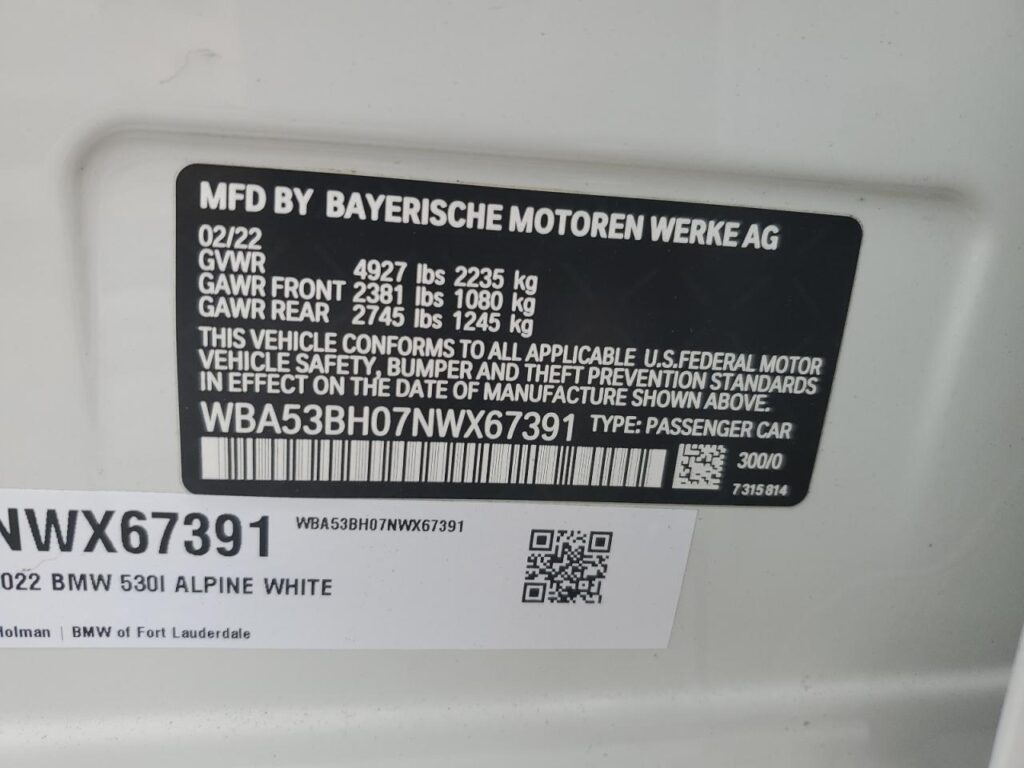 MFD BY BAYERISCHE MOTOREN WERKE AG
02/22
GVWR 4927 lbs 2235 kg
GAWR FRONT 2381 lbs 1080 kg
GAWR REAR 2745 lbs 1245 kg
THIS VEHICLE CONFORMS TO ALL APPLICABLE U.S.FEDERAL MOTOR
VEHICLE SAFETY, BUMPER AND THEFT PREVENTION STANDARDS
IN EFFECT ON THE DATE OF MANUFACTURE SHOWN ABOVE.
WBA53BH07NWX67391 TYPE: PASSENGER CAR
300/0
7315814
NWX67391 WBA53BH07NWX67391
022 BMW 530I ALPINE WHITE
Holman | BMW of Fort Lauderdale